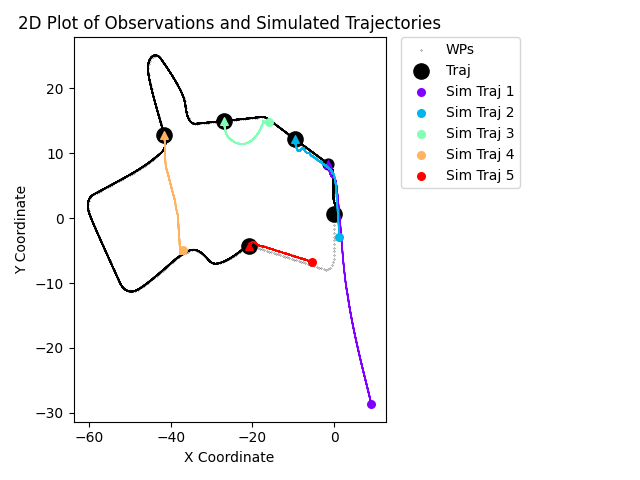 2D Plot of Observations and Simulated Trajectories
WPs
Traj
Sim Traj 1
Sim Traj 2
Sim Traj 3
Sim Traj 4
Sim Traj 5
Y Coordinate
20
10
0
−10
−20
−30
−60
−40
−20
0
X Coordinate